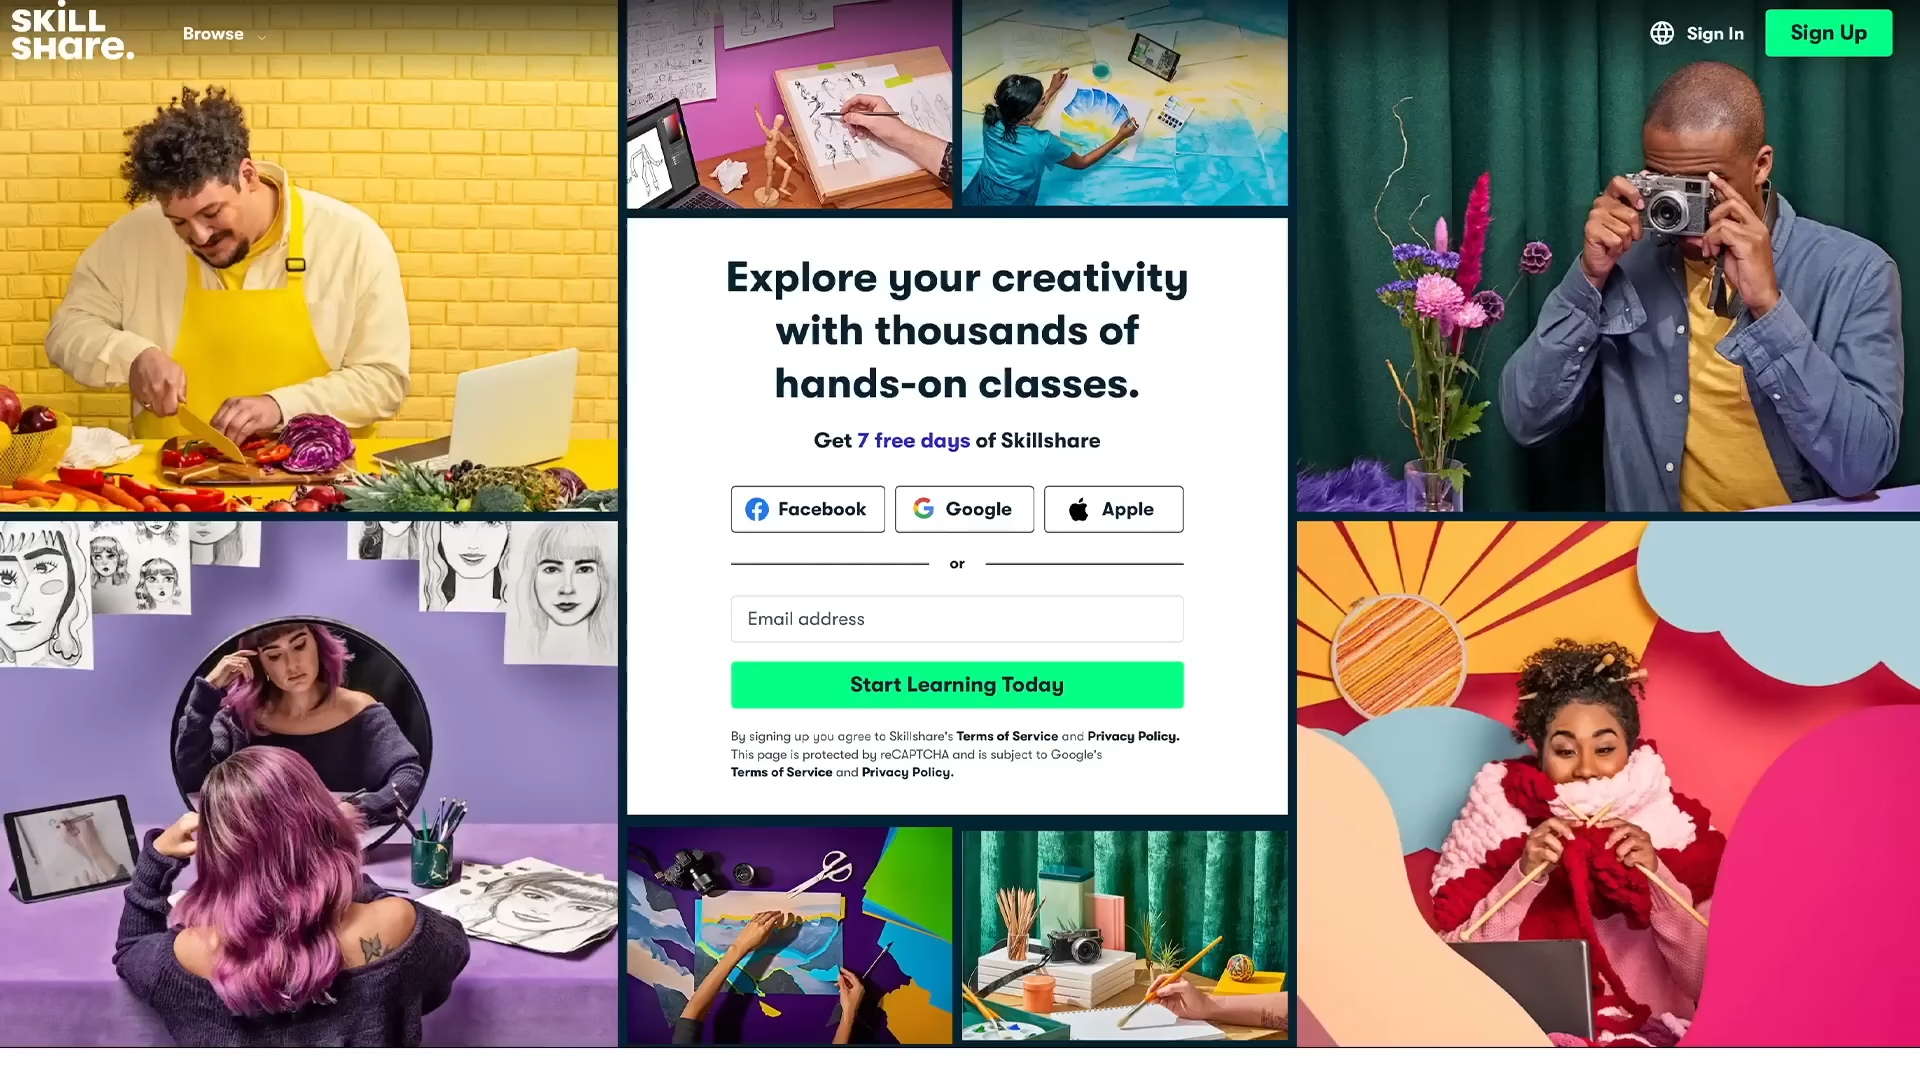 SKiLL
SHare.
Browse
Sign In
Sign Up
Explore your creativity
with thousands of
hands-on classes.
Get 7 free days of Skillshare
Facebook
Google
Apple
or
Email address
Start Learning Today
By signing up you agree to Skillshare's Terms of Service and Privacy Policy.
This page is protected by reCAPTCHA and is subject to Google's
Terms of Service and Privacy Policy.